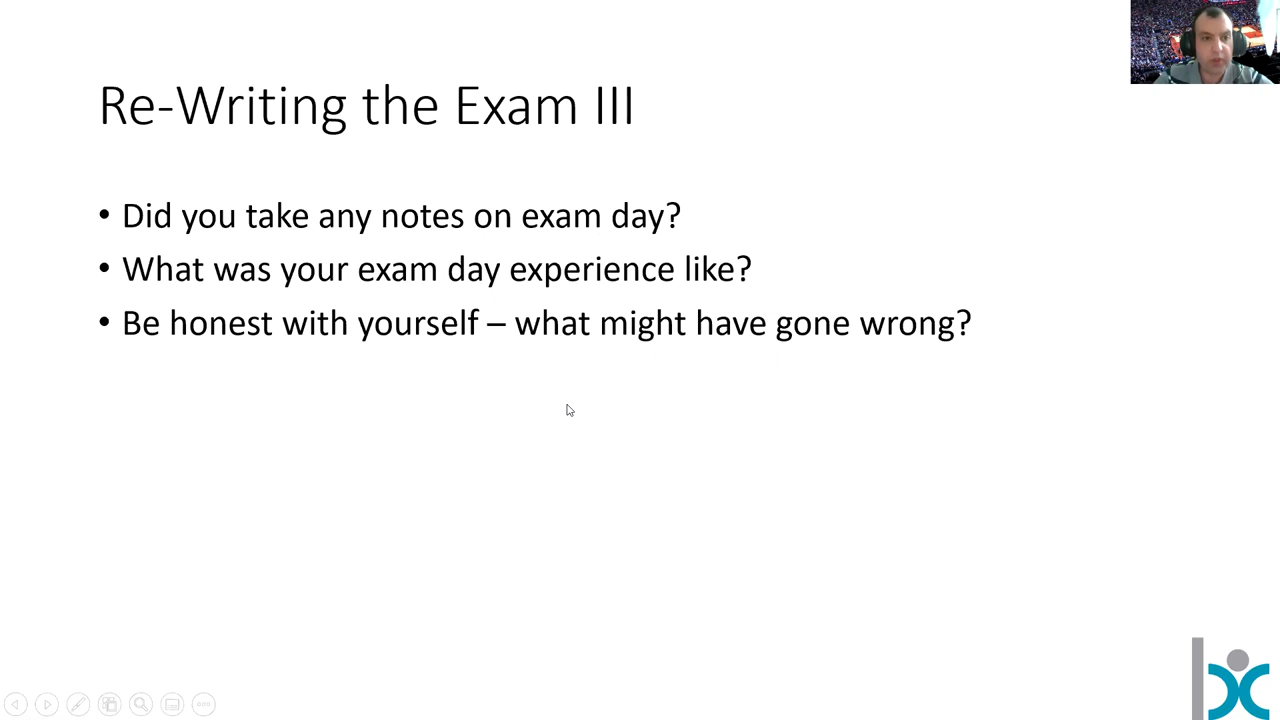 Re-Writing the Exam III
• Did you take any notes on exam day?
• What was your exam day experience like?
• Be honest with yourself – what might have gone wrong?